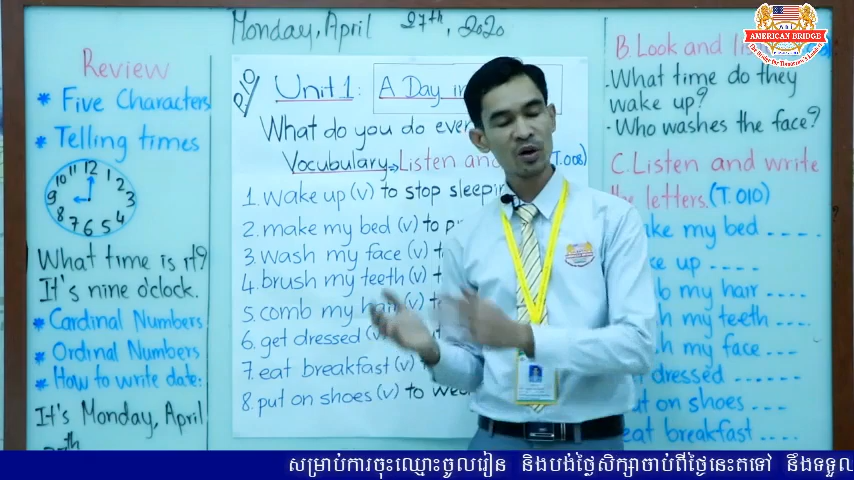 Monday, April 27th, 2020
Review
* Five Characters
* Telling times
12
1
2
3
4
5
6
7
8
9
10
11
What time is it?
It's nine o'clock.
* Cardinal Numbers
* Ordinal Numbers
* How to write date:
It's Monday, April
P.10
Unit 1: A Day in
What do you do
Vocubulary → Listen and (T.008)
1. wake up (v) to stop
2. make my bed (v) to
3. wash my face (v)
4. brush my teeth (v)
5. comb my hair (v)
6. get dressed
7. eat breakfast (v)
8. put on shoes (v) to
B. Look and
. What time do they
wake up?
. Who washes the face?
C. Listen and write
the letters. (T. 010)
my bed ....
up ....
my hair ....
my teeth ....
my face ...
dressed ......
on shoes ...
eat breakfast ....
AMERICAN BRIDGE
សម្រាប់ការចុះឈ្មោះចូលរៀន និងបង់ថ្លៃសិក្សាចាប់ពីថ្ងៃនេះតទៅ នឹងទទួល